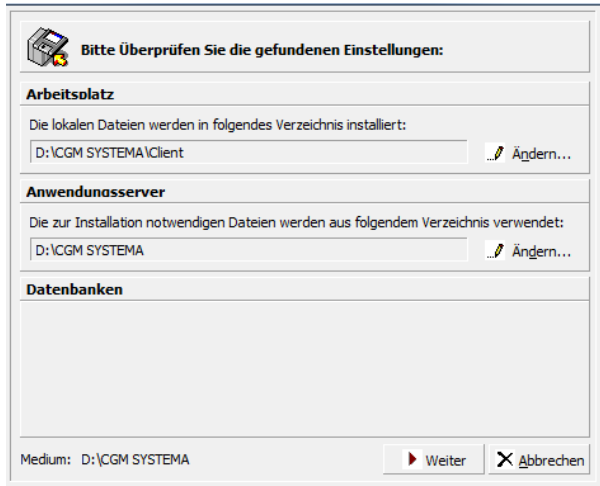 Bitte Überprüfen Sie die gefundenen Einstellungen:
Arbeitsplatz
Die lokalen Dateien werden in folgendes Verzeichnis installiert:
D:\CGM SYSTEMA\Client
Ändern...
Anwendungsserver
Die zur Installation notwendigen Dateien werden aus folgendem Verzeichnis verwendet:
D:\CGM SYSTEMA
Ändern...
Datenbanken
Medium: D:\CGM SYSTEMA
Weiter
Abbrechen